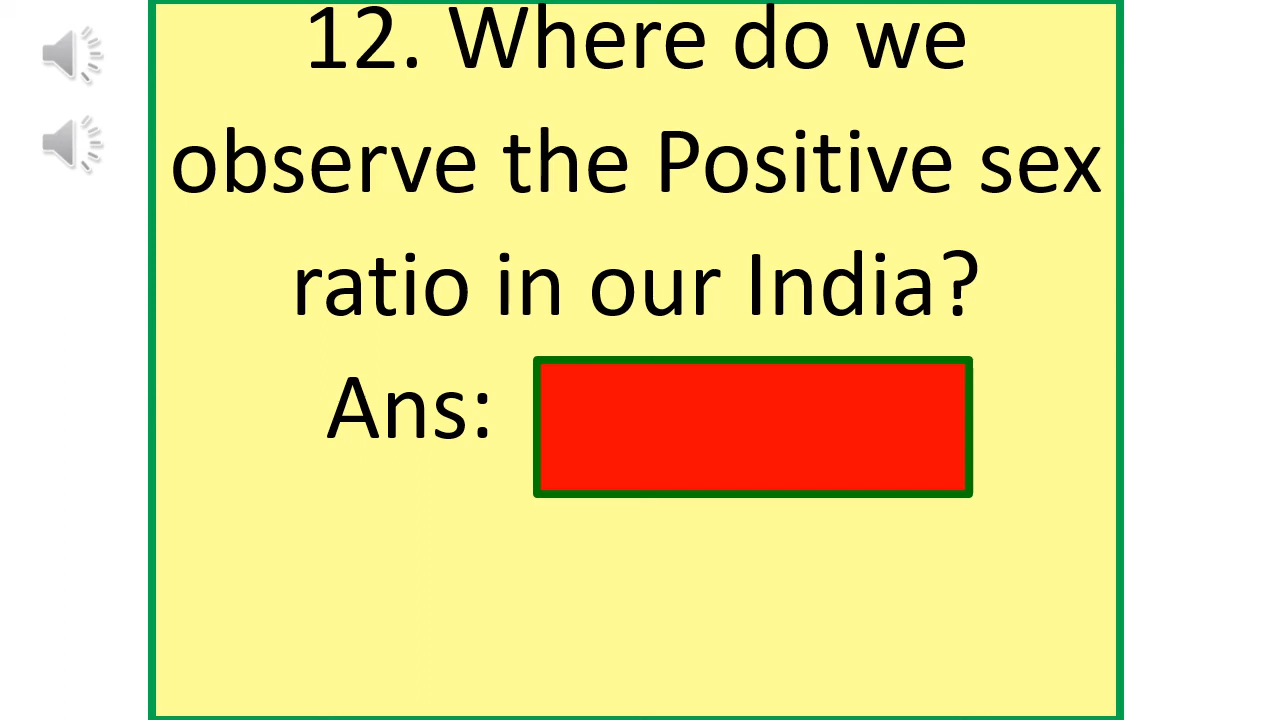 12. Where do we
observe the Positive sex
ratio in our India?
Ans: